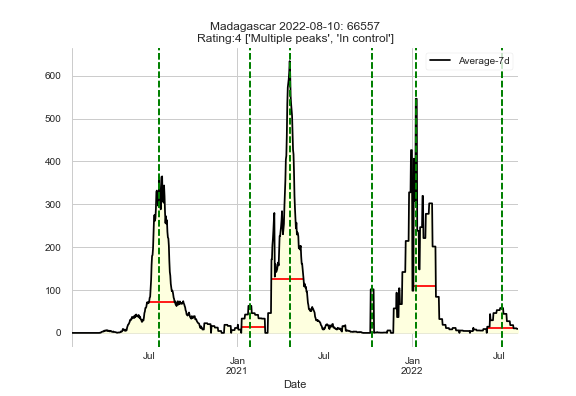 Madagascar 2022-08-10: 66557
Rating:4 ['Multiple peaks', 'In control']
Average-7d
600
500
400
300
200
100
0
Jul
Jan
2021
Jul
Jan
2022
Jul
Date